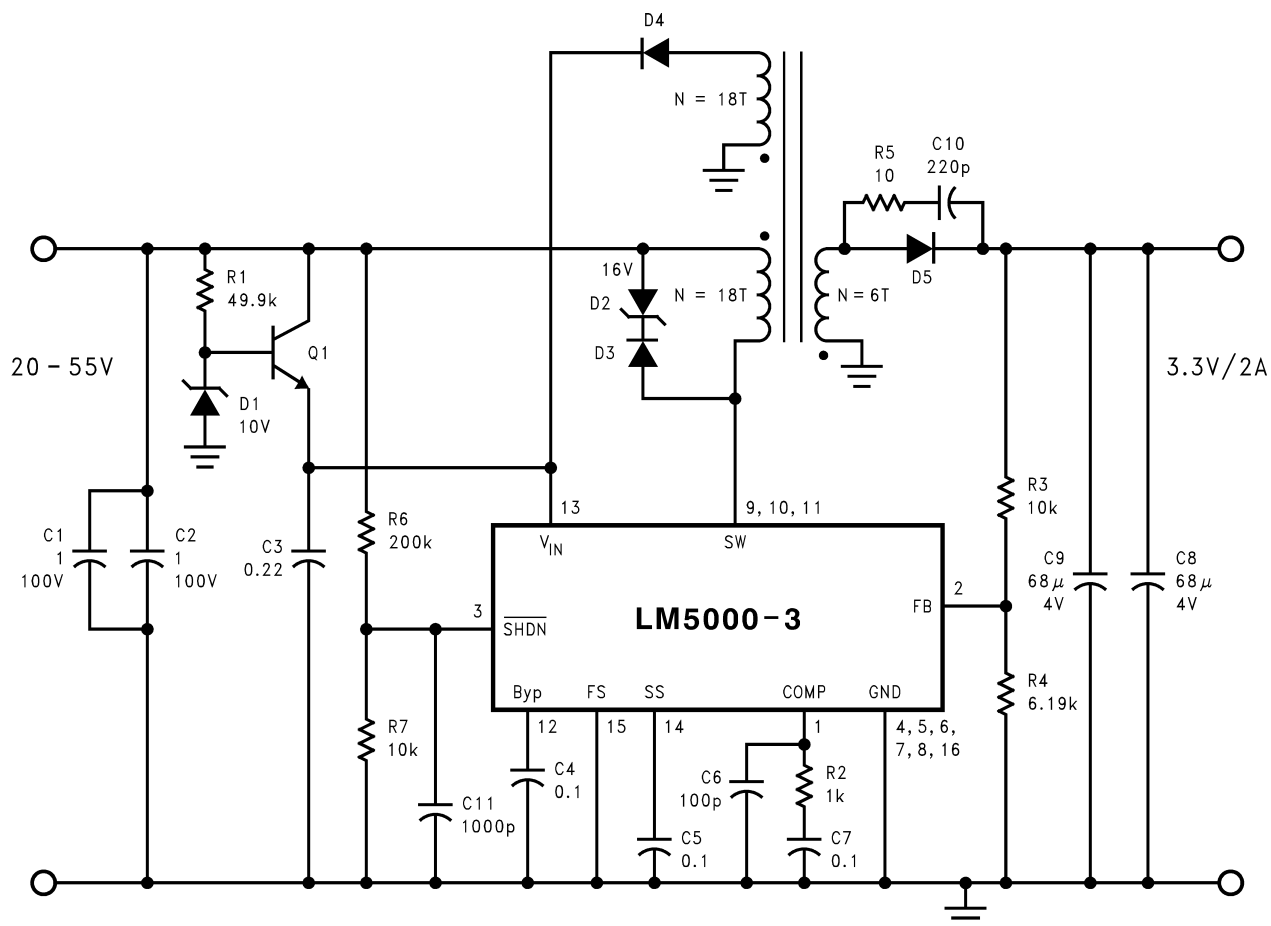 D4
N = 18T
R5
10
C10
220p
R1
49.9k
16V
D2
N = 18T
N = 6T
D5
D3
Q1
20 - 55V
3.3V/2A
D1
10V
13
9, 10, 11
R3
10k
R6
200k
VIN
SW
C1
1
100V
C2
1
100V
C3
0.22
C9
68µ
4V
C8
68µ
4V
2
FB
3
SHDN
LM5000-3
Byp
FS
SS
COMP
GND
R4
6.19k
12
15
14
1
4, 5, 6,
7, 8, 16
R7
10k
C4
0.1
C6
100p
R2
1k
C11
1000p
C5
0.1
C7
0.1